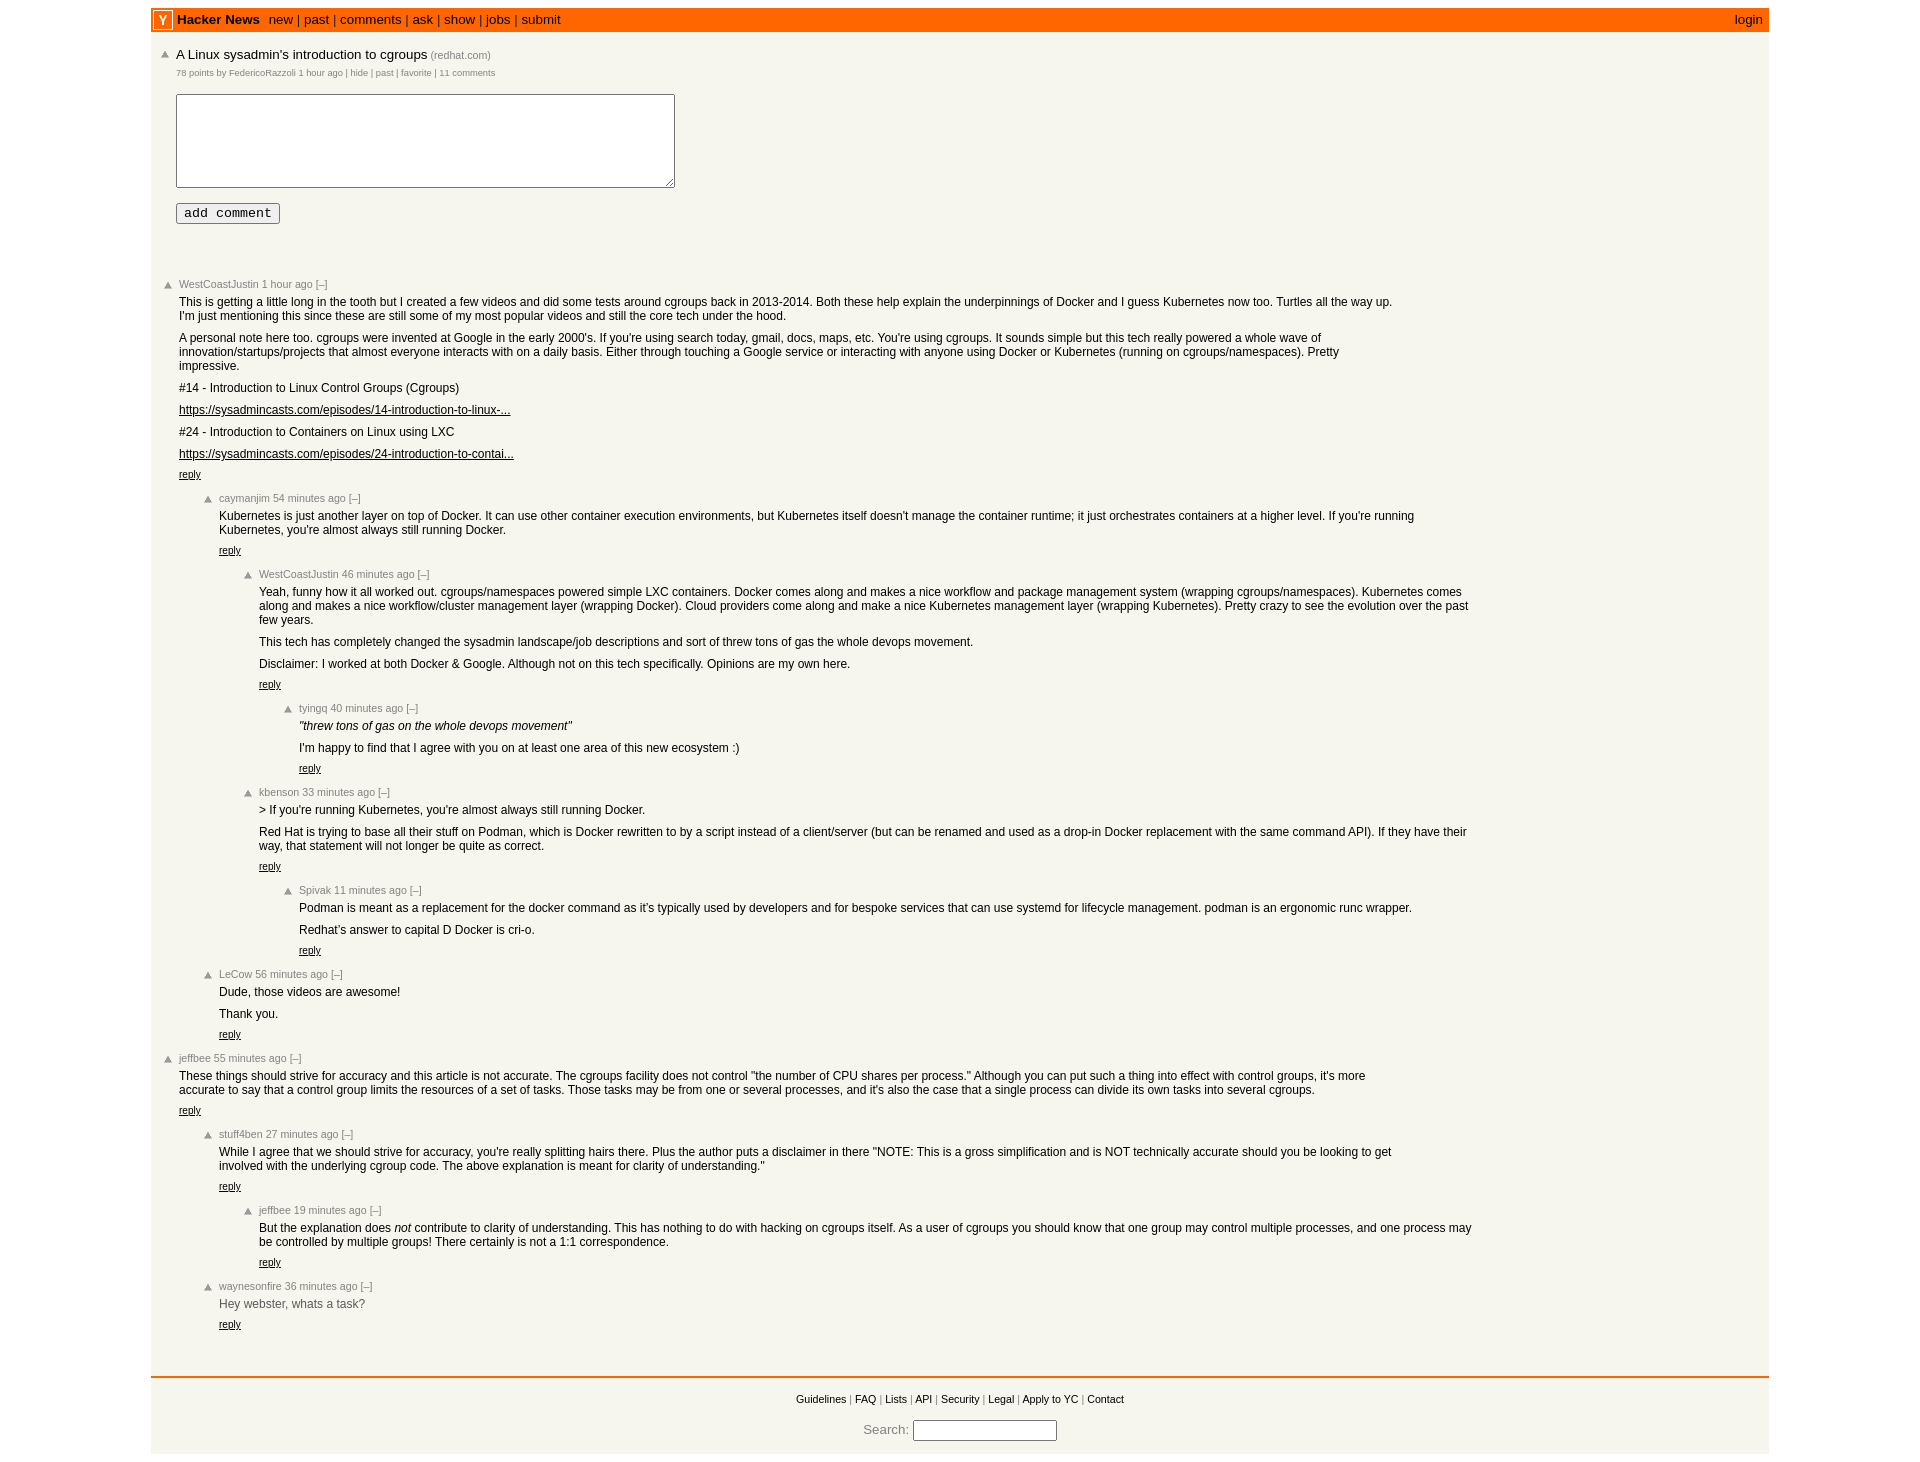 Y Hacker News new | past | comments | ask | show | jobs | submit login
A Linux sysadmin's introduction to cgroups (redhat.com)
78 points by FedericoRazzoli 1 hour ago | hide | past | favorite | 11 comments
add comment
WestCoastJustin 1 hour ago [–]
This is getting a little long in the tooth but I created a few videos and did some tests around cgroups back in 2013-2014. Both these help explain the underpinnings of Docker and I guess Kubernetes now too. Turtles all the way up.
I'm just mentioning this since these are still some of my most popular videos and still the core tech under the hood.
A personal note here too. cgroups were invented at Google in the early 2000's. If you're using search today, gmail, docs, maps, etc. You're using cgroups. It sounds simple but this tech really powered a whole wave of
innovation/startups/projects that almost everyone interacts with on a daily basis. Either through touching a Google service or interacting with anyone using Docker or Kubernetes (running on cgroups/namespaces). Pretty
impressive.
#14 - Introduction to Linux Control Groups (Cgroups)
https://sysadmincasts.com/episodes/14-introduction-to-linux-...
#24 - Introduction to Containers on Linux using LXC
https://sysadmincasts.com/episodes/24-introduction-to-contai...
reply
caymanjim 54 minutes ago [–]
Kubernetes is just another layer on top of Docker. It can use other container execution environments, but Kubernetes itself doesn't manage the container runtime; it just orchestrates containers at a higher level. If you're running
Kubernetes, you're almost always still running Docker.
reply
WestCoastJustin 46 minutes ago [–]
Yeah, funny how it all worked out. cgroups/namespaces powered simple LXC containers. Docker comes along and makes a nice workflow and package management system (wrapping cgroups/namespaces). Kubernetes comes
along and makes a nice workflow/cluster management layer (wrapping Docker). Cloud providers come along and make a nice Kubernetes management layer (wrapping Kubernetes). Pretty crazy to see the evolution over the past
few years.
This tech has completely changed the sysadmin landscape/job descriptions and sort of threw tons of gas the whole devops movement.
Disclaimer: I worked at both Docker & Google. Although not on this tech specifically. Opinions are my own here.
reply
tyingq 40 minutes ago [–]
"threw tons of gas on the whole devops movement"
I'm happy to find that I agree with you on at least one area of this new ecosystem :)
reply
kbenson 33 minutes ago [–]
> If you're running Kubernetes, you're almost always still running Docker.
Red Hat is trying to base all their stuff on Podman, which is Docker rewritten to by a script instead of a client/server (but can be renamed and used as a drop-in Docker replacement with the same command API). If they have their
way, that statement will not longer be quite as correct.
reply
Spivak 11 minutes ago [–]
Podman is meant as a replacement for the docker command as it’s typically used by developers and for bespoke services that can use systemd for lifecycle management. podman is an ergonomic runc wrapper.
Redhat’s answer to capital D Docker is cri-o.
reply
LeCow 56 minutes ago [–]
Dude, those videos are awesome!
Thank you.
reply
jeffbee 55 minutes ago [–]
These things should strive for accuracy and this article is not accurate. The cgroups facility does not control "the number of CPU shares per process." Although you can put such a thing into effect with control groups, it's more
accurate to say that a control group limits the resources of a set of tasks. Those tasks may be from one or several processes, and it's also the case that a single process can divide its own tasks into several cgroups.
reply
stuff4ben 27 minutes ago [–]
While I agree that we should strive for accuracy, you're really splitting hairs there. Plus the author puts a disclaimer in there "NOTE: This is a gross simplification and is NOT technically accurate should you be looking to get
involved with the underlying cgroup code. The above explanation is meant for clarity of understanding."
reply
jeffbee 19 minutes ago [–]
But the explanation does not contribute to clarity of understanding. This has nothing to do with hacking on cgroups itself. As a user of cgroups you should know that one group may control multiple processes, and one process may
be controlled by multiple groups! There certainly is not a 1:1 correspondence.
reply
waynesonfire 36 minutes ago [–]
Hey webster, whats a task?
reply
Guidelines | FAQ | Lists | API | Security | Legal | Apply to YC | Contact
Search: